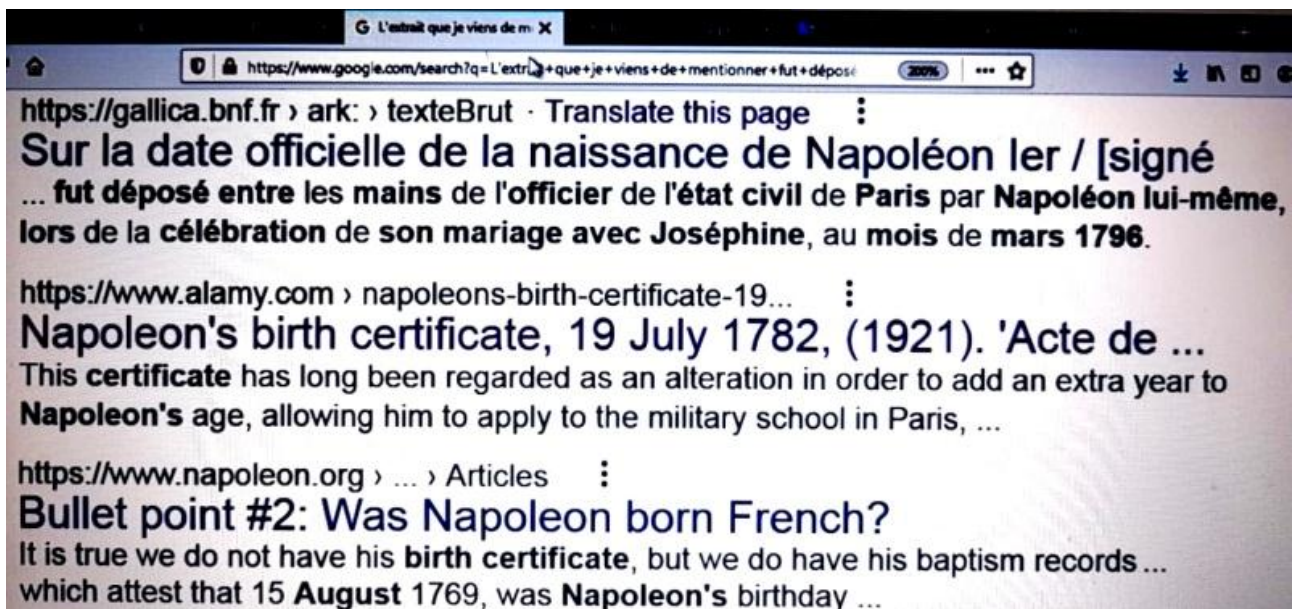 G L'extrait que je viens de m X
https://www.google.com/search?q=L'extr +que+je+viens+de+mentionner+fut+déposé 200%
https://gallica.bnf.fr › ark: › texteBrut · Translate this page
Sur la date officielle de la naissance de Napoléon Ier / [signé
... fut déposé entre les mains de l'officier de l'état civil de Paris par Napoléon lui-même,
lors de la célébration de son mariage avec Joséphine, au mois de mars 1796.
https://www.alamy.com › napoleons-birth-certificate-19...
Napoleon's birth certificate, 19 July 1782, (1921). 'Acte de ...
This certificate has long been regarded as an alteration in order to add an extra year to
Napoleon's age, allowing him to apply to the military school in Paris, ...
https://www.napoleon.org › ... › Articles
Bullet point #2: Was Napoleon born French?
It is true we do not have his birth certificate, but we do have his baptism records ...
which attest that 15 August 1769, was Napoleon's birthday ...